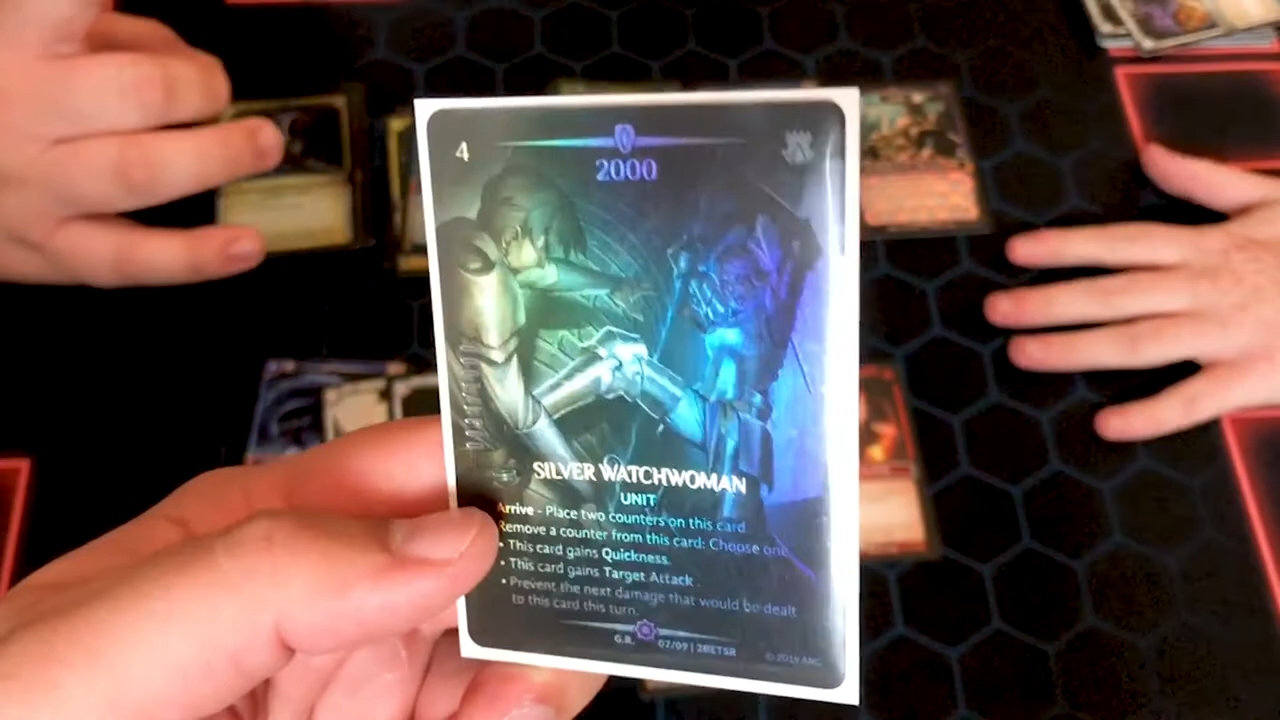 4
2000
SILVER WATCHWOMAN
UNIT
Arrive - Place two counters on this card
Remove a counter from this card: Choose one
• This card gains Quickness.
• This card gains Target Attack.
• Prevent the next damage that would be dealt
to this card this turn.
G.R. 07/09 | 2BETSR
© 2019 ARG